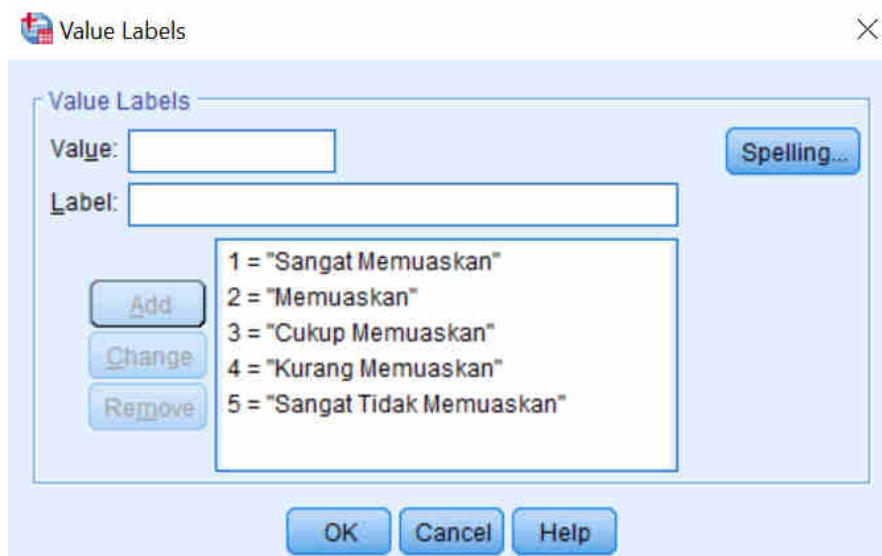 Value Labels
Value Labels
Value:
Spelling...
Label:
1 = "Sangat Memuaskan"
2 = "Memuaskan"
3 = "Cukup Memuaskan"
4 = "Kurang Memuaskan"
5 = "Sangat Tidak Memuaskan"
Add
Change
Remove
OK
Cancel
Help